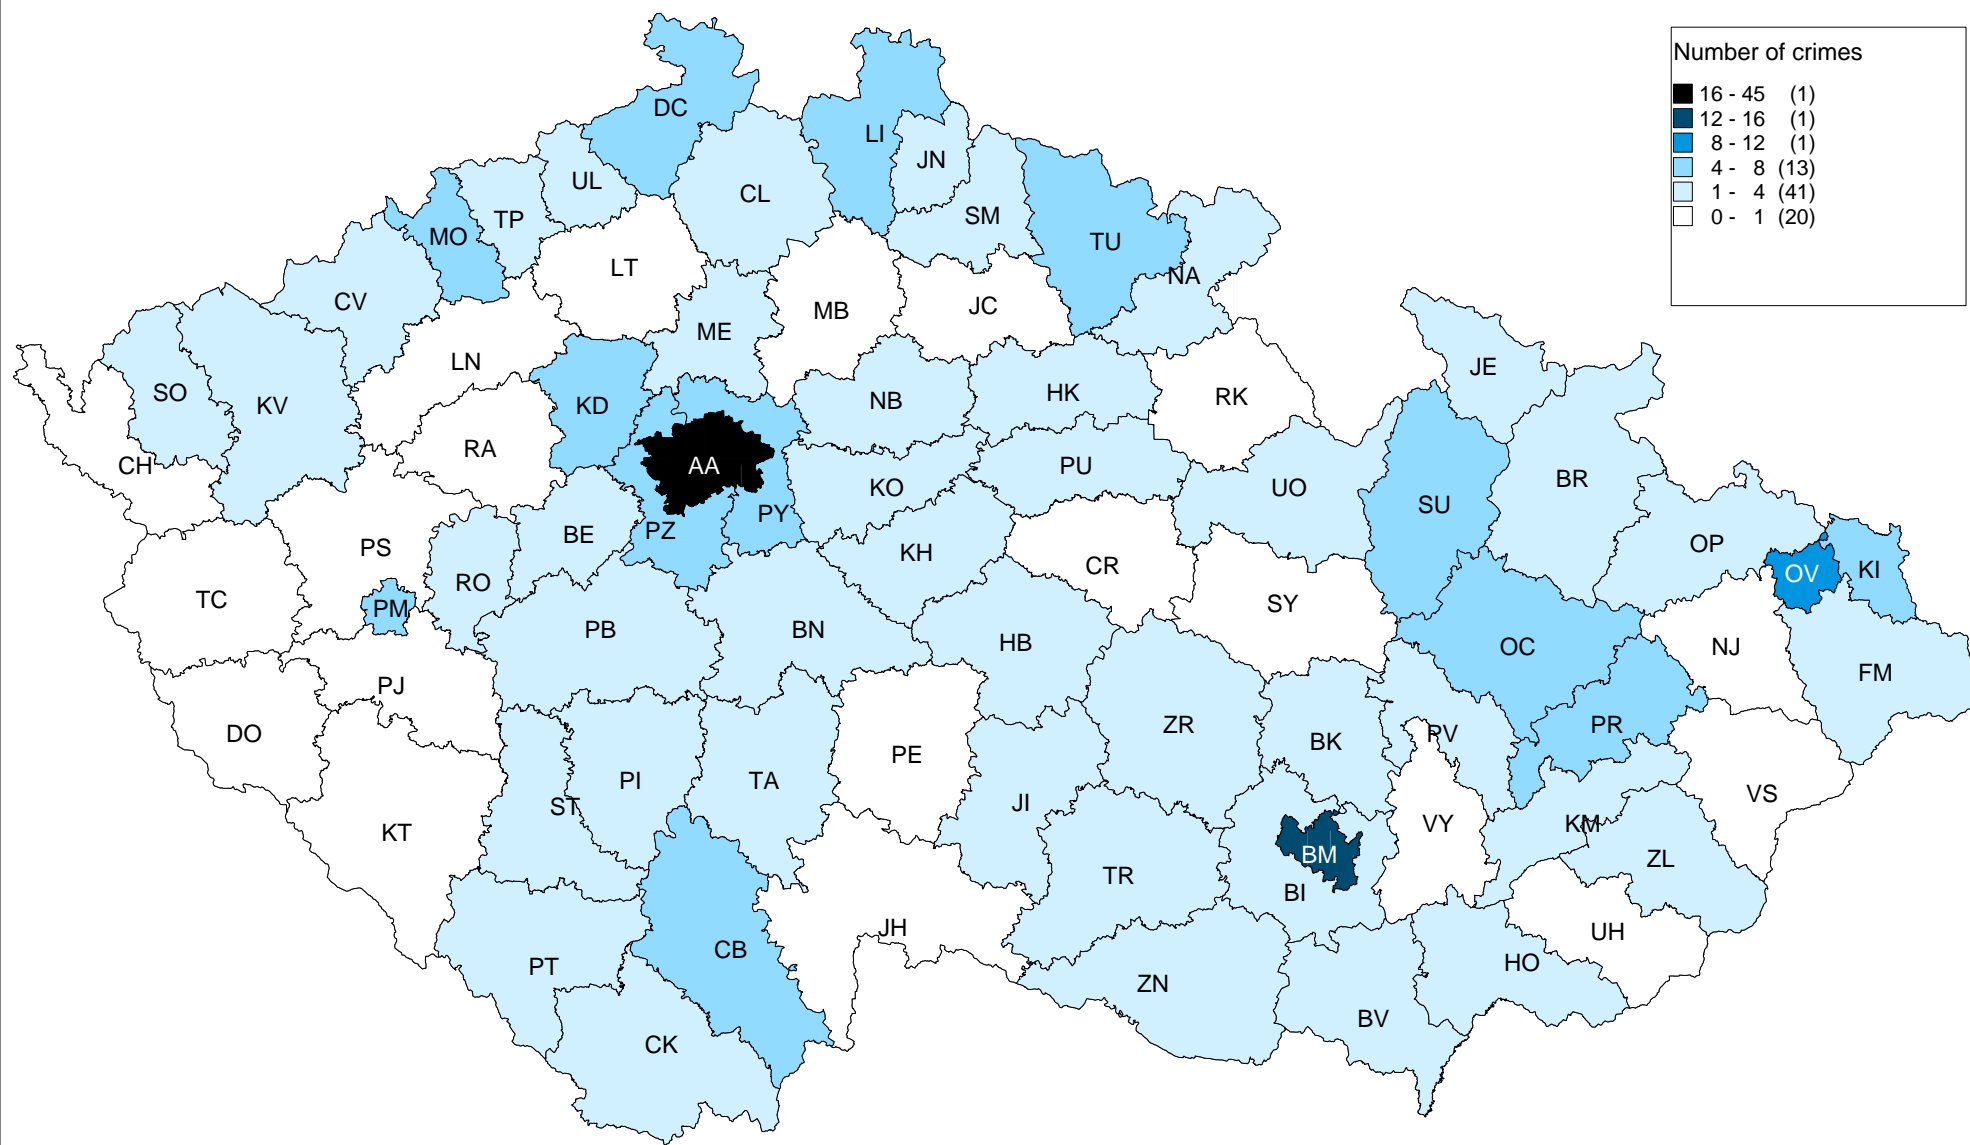 Number of crimes
16 - 45 (1)
12 - 16 (1)
8 - 12 (1)
4 - 8 (13)
1 - 4 (41)
0 - 1 (20)
DC
LI
JN
UL
CL
TP
SM
MO
TU
LT
NA
CV
MB
JC
ME
LN
JE
SO
KV
KD
NB
HK
RK
RA
CH
AA
PU
BR
KO
UO
SU
PY
PZ
BE
PS
KH
OP
CR
OV
KI
RO
TC
PM
SY
PB
BN
HB
OC
NJ
FM
PJ
DO
ZR
PR
PV
BK
PE
PI
TA
VS
JI
ST
KT
VY
KM
BM
ZL
TR
BI
JH
UH
CB
PT
HO
ZN
BV
CK